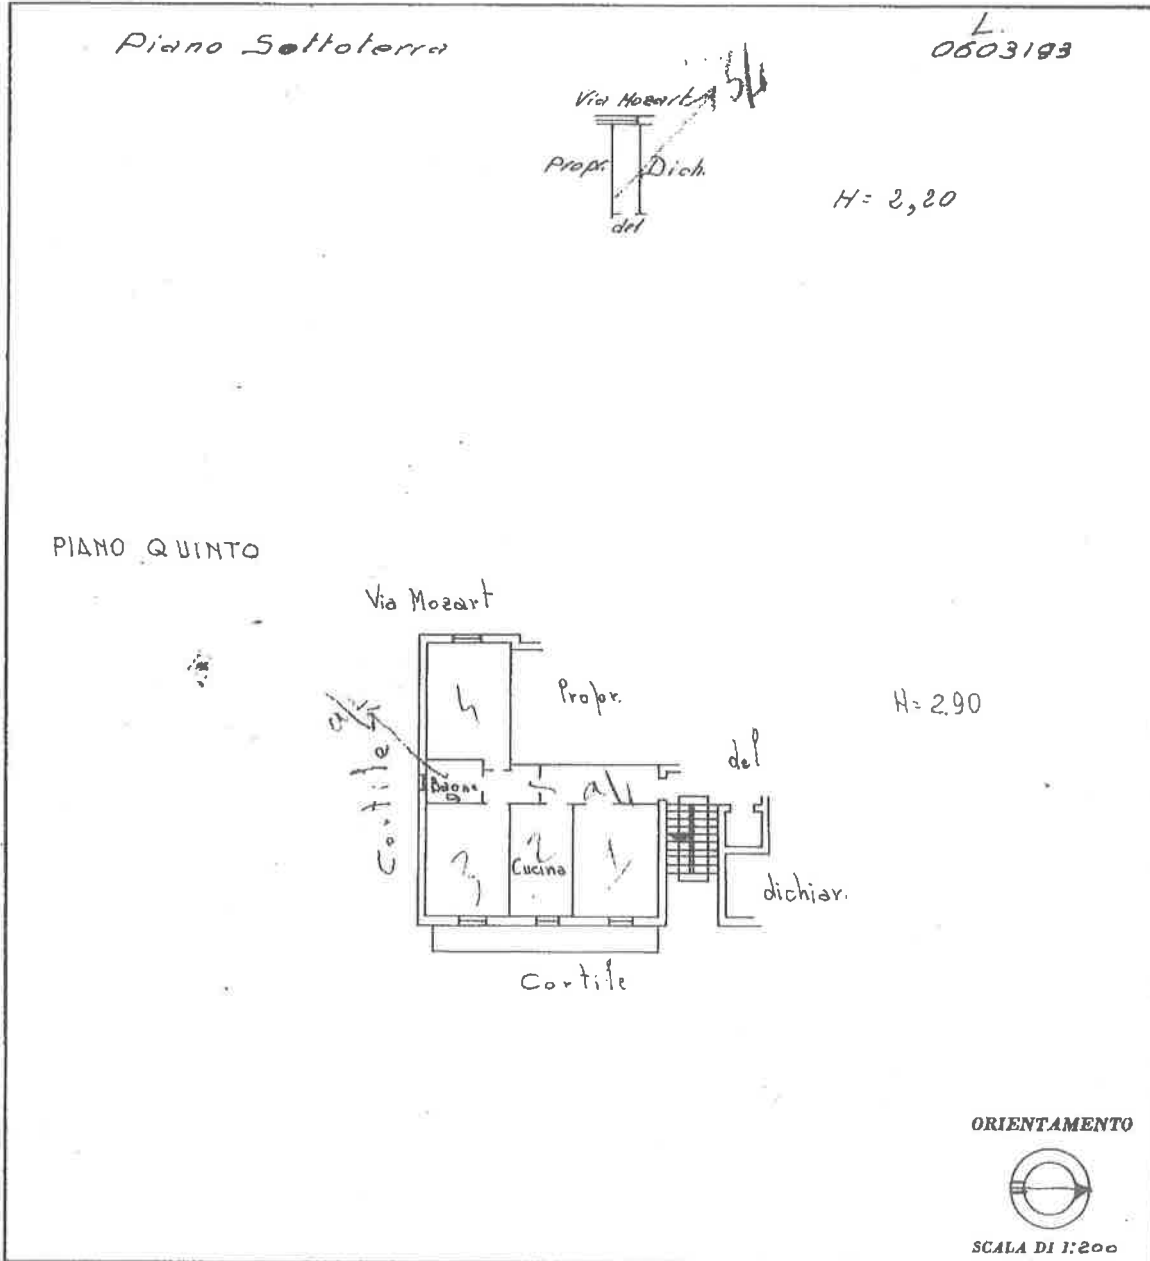 Piano Sottoterra
L.
0603193
Via Mozart
Propr. Dich.
del
H= 2,20
PIANO QUINTO
Via Mozart
4
Propr.
H= 2.90
del
Cortile
Bagno
a
3
2
Cucina
1
dichiar.
Cortile
ORIENTAMENTO
SCALA DI 1:200